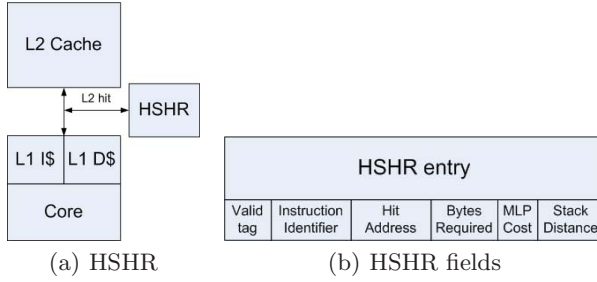 L2 Cache
L2 hit
HSHR
L1 I$ L1 D$
Core
(a) HSHR
HSHR entry
Valid tag
Instruction Identifier
Hit Address
Bytes Required
MLP Cost
Stack Distance
(b) HSHR fields